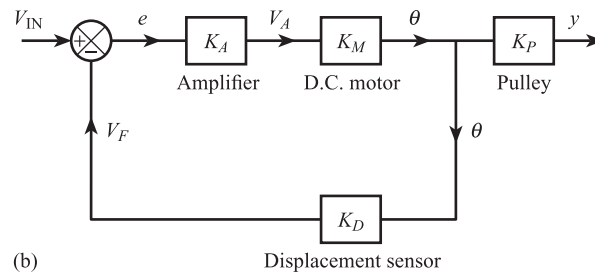 V_IN e V_A θ y
+ − K_A K_M K_P
Amplifier D.C. motor Pulley
V_F θ
K_D
(b) Displacement sensor